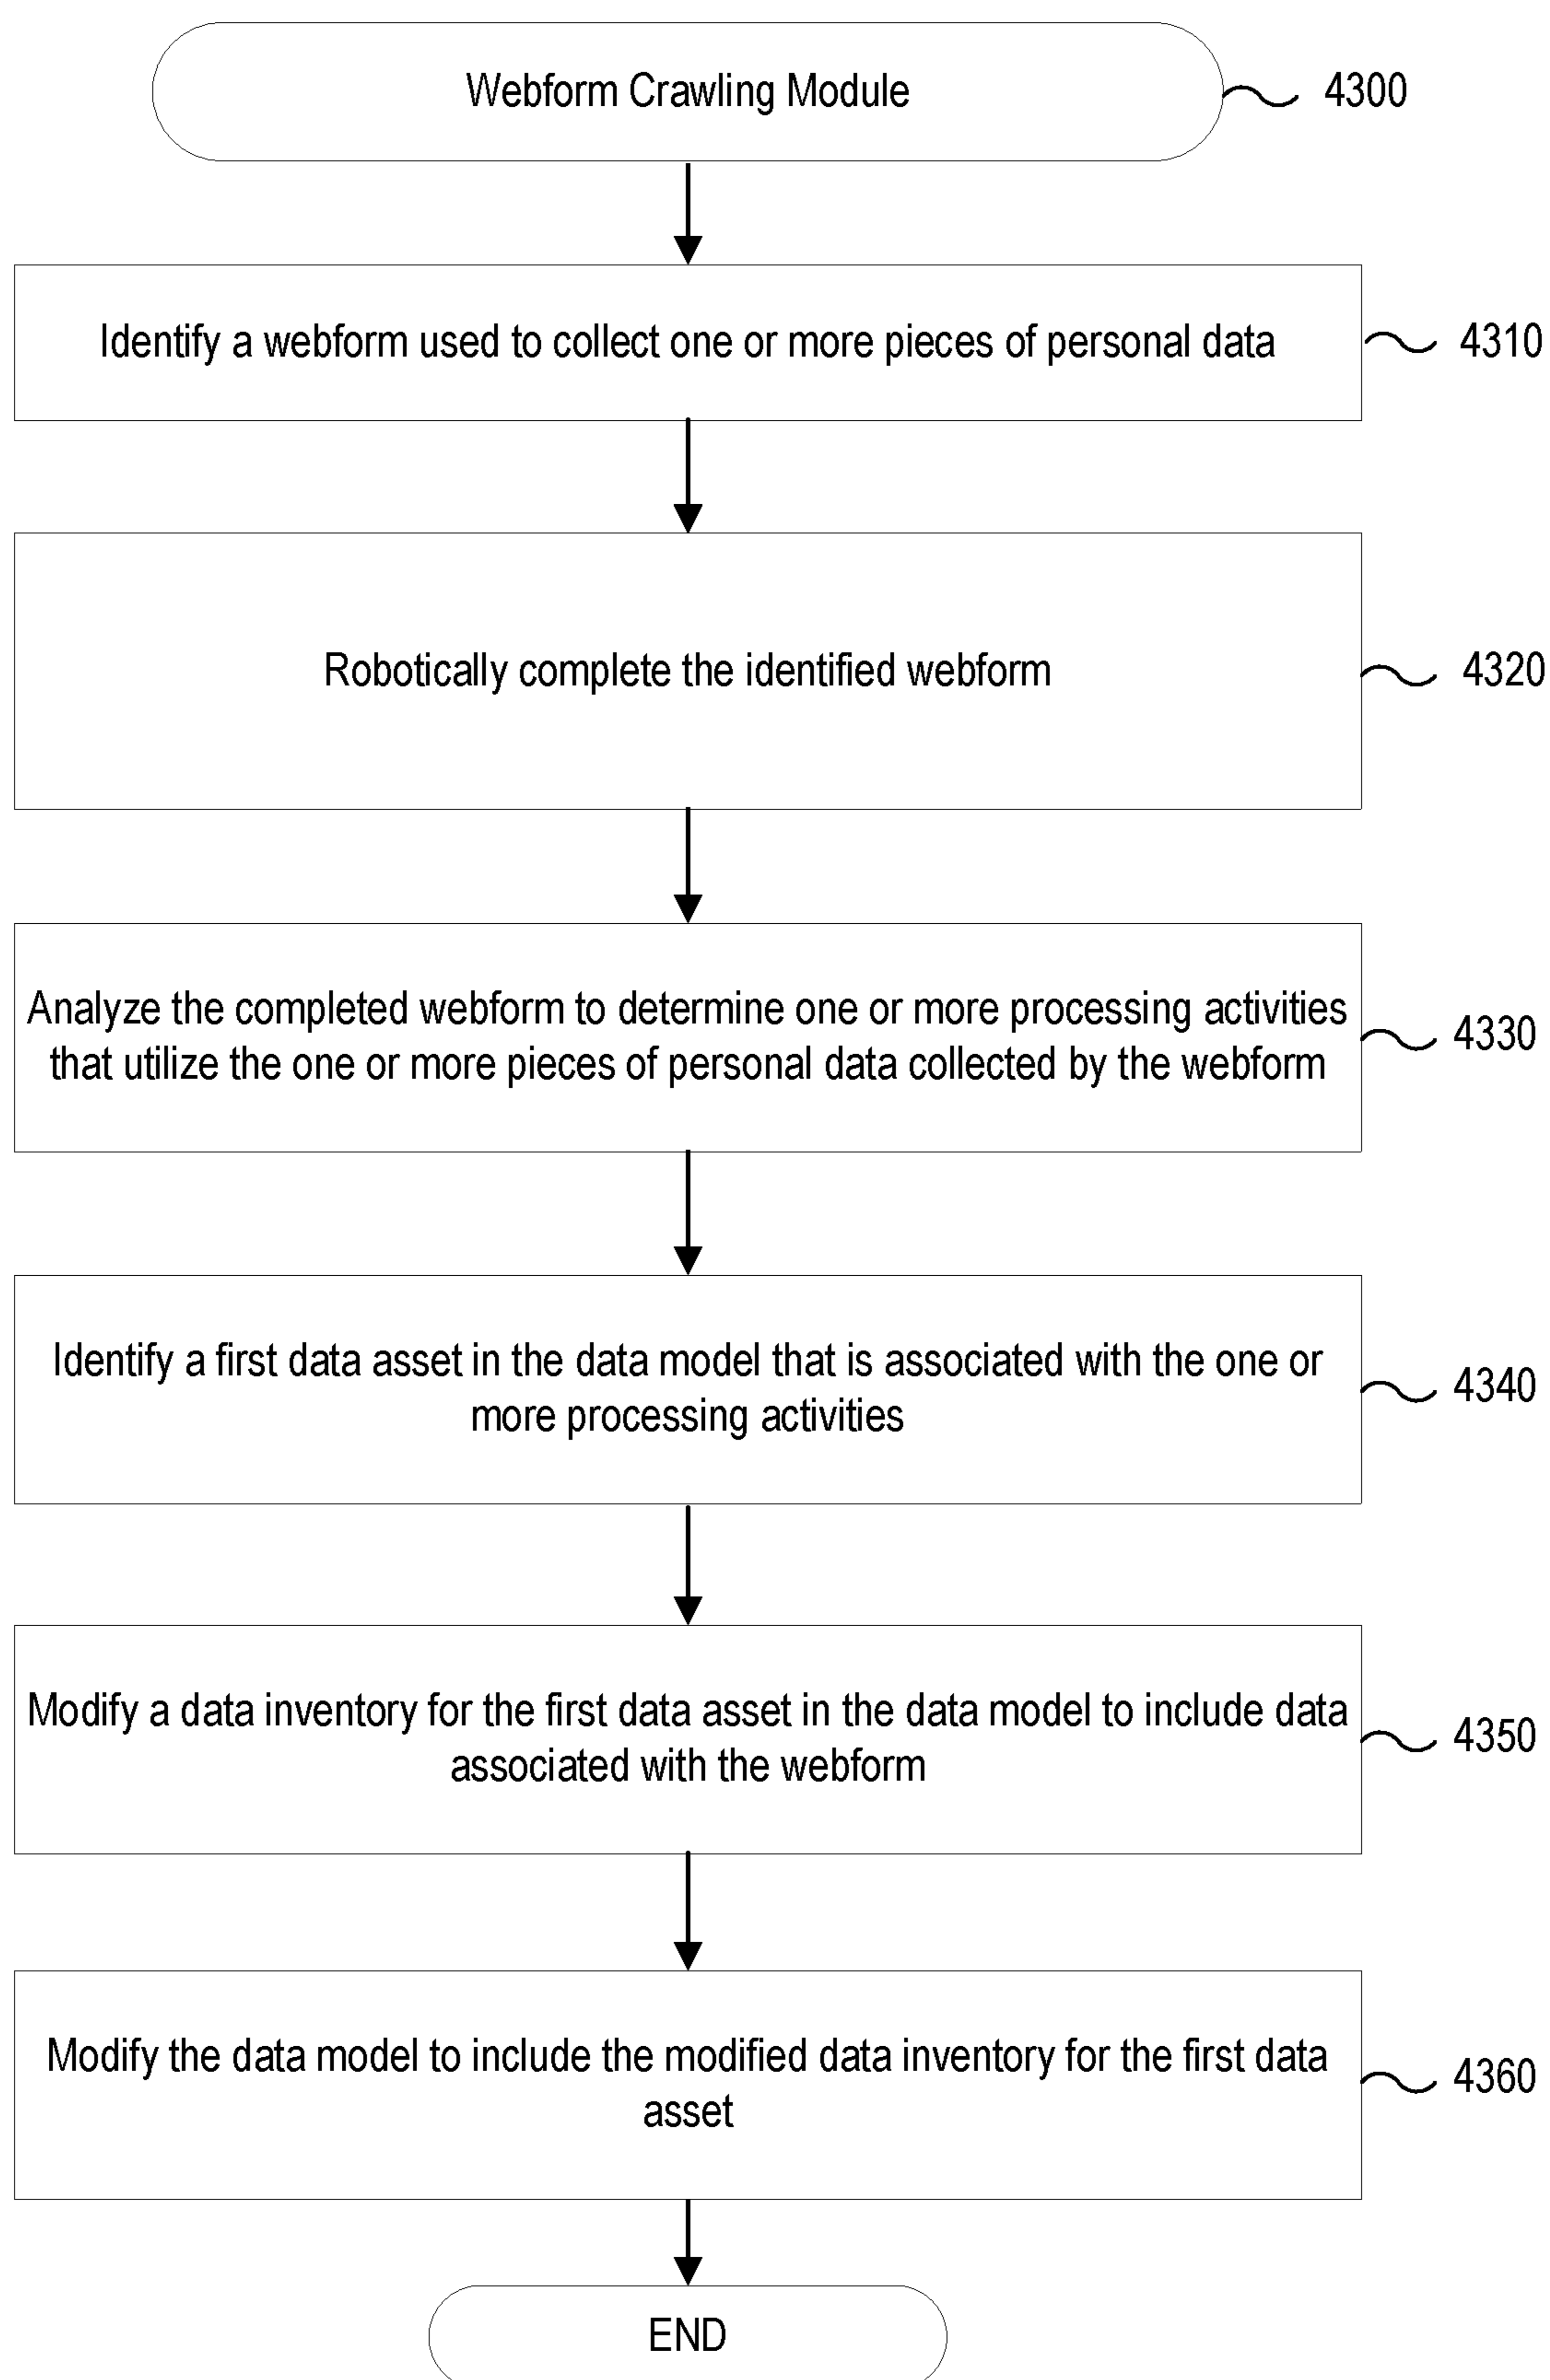 Webform Crawling Module
4300
Identify a webform used to collect one or more pieces of personal data
4310
Robotically complete the identified webform
4320
Analyze the completed webform to determine one or more processing activities
that utilize the one or more pieces of personal data collected by the webform
4330
Identify a first data asset in the data model that is associated with the one or
more processing activities
4340
Modify a data inventory for the first data asset in the data model to include data
associated with the webform
4350
Modify the data model to include the modified data inventory for the first data
asset
4360
END